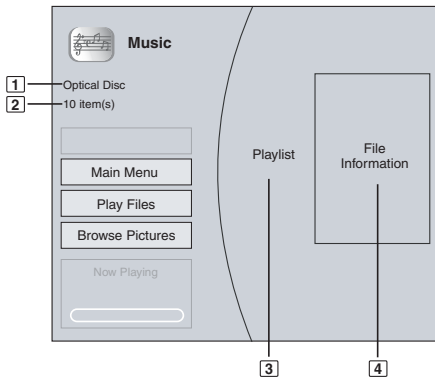 Music
1 Optical Disc
2 10 item(s)
Main Menu
Play Files
Browse Pictures
Now Playing
Playlist
File
Information
3
4